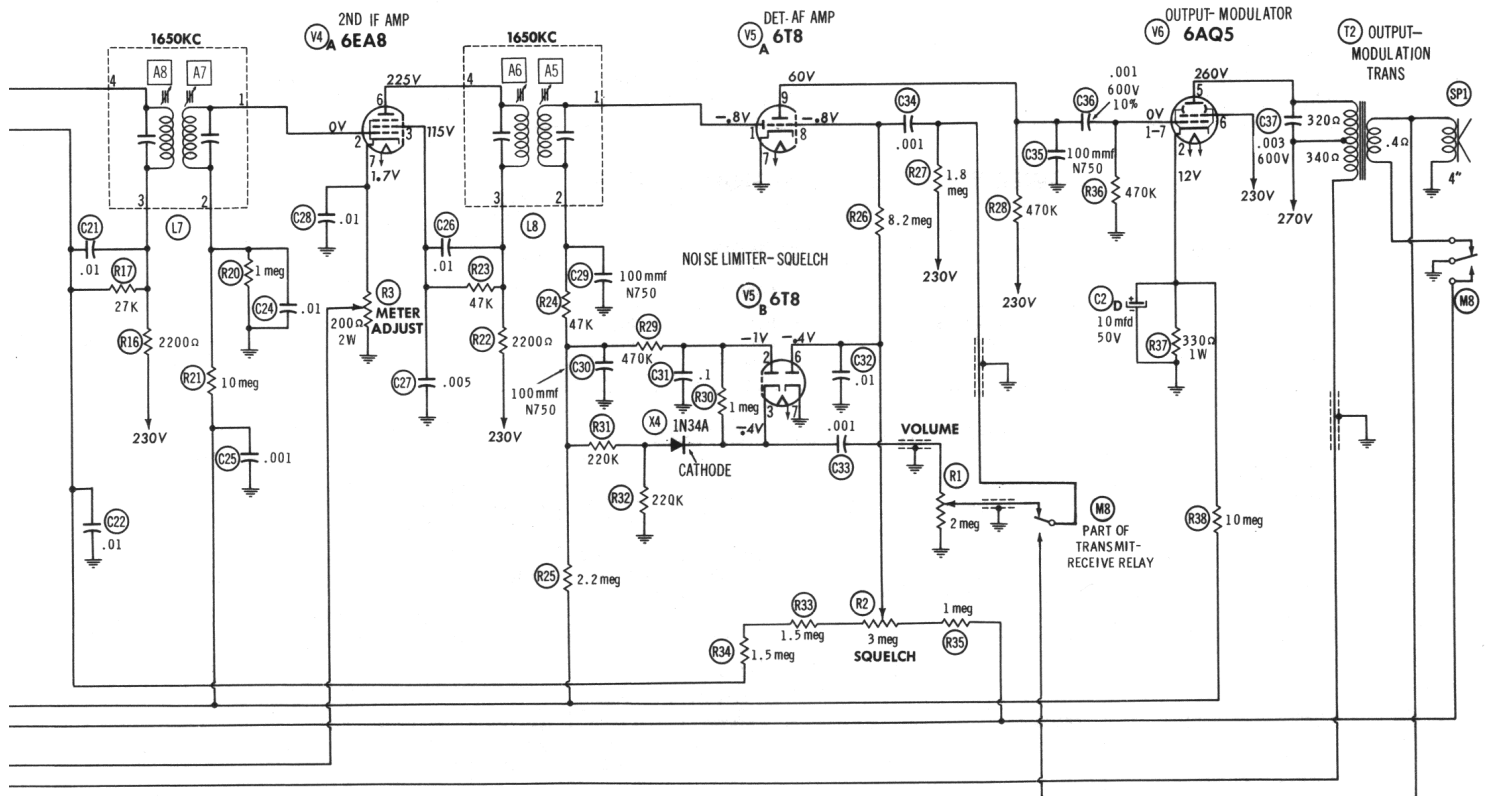 2ND IF AMP
V4 A 6EA8
1650KC
A8 A7
4
1
3
2
L7
C21
.01
R17
27K
R16
2200Ω
230V
R20
1 meg
C24
.01
R21
10 meg
C25
.001
C22
.01
0V
6
225V
2
3
115V
7
1.7V
C28
.01
R3
METER
ADJUST
200Ω
2W
1650KC
A6 A5
4
1
3
2
L8
C26
.01
R23
47K
R22
2200Ω
230V
C27
.005
C29
100 mmf
N750
R24
47K
C30
100 mmf
N750
R29
470K
C31
.1
R30
1 meg
R31
220K
X4 1N34A
CATHODE
R32
220K
R25
2.2 meg
DET-AF AMP
V5 A 6T8
60V
9
-.8V
1
-.8V
8
7
NOISE LIMITER-SQUELCH
V5 B 6T8
-1V
-.4V
2
6
3
7
-.4V
C32
.01
.001
C33
C34
.001
R26
8.2 meg
R27
1.8
meg
230V
VOLUME
R1
2 meg
M8
PART OF
TRANSMIT-
RECEIVE RELAY
R34
1.5 meg
R33
1.5 meg
R2
3 meg
SQUELCH
1 meg
R35
R28
470K
230V
C35
100 mmf
N750
C36
.001
600V
10%
R36
470K
OUTPUT-MODULATOR
V6 6AQ5
260V
5
0V
1-7
6
2
12V
230V
C2 D
10 mfd
50V
R37
330Ω
1W
R38
10 meg
C37
.003
600V
320Ω
340Ω
270V
T2 OUTPUT-
MODULATION
TRANS
.4Ω
SP1
4"
M8